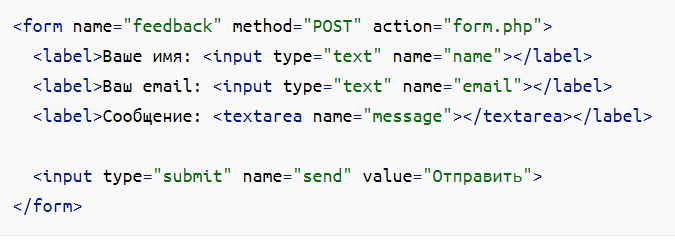 <form name="feedback" method="POST" action="form.php">
  <label>Ваше имя: <input type="text" name="name"></label>
  <label>Ваш email: <input type="text" name="email"></label>
  <label>Сообщение: <textarea name="message"></textarea></label>

  <input type="submit" name="send" value="Отправить">
</form>